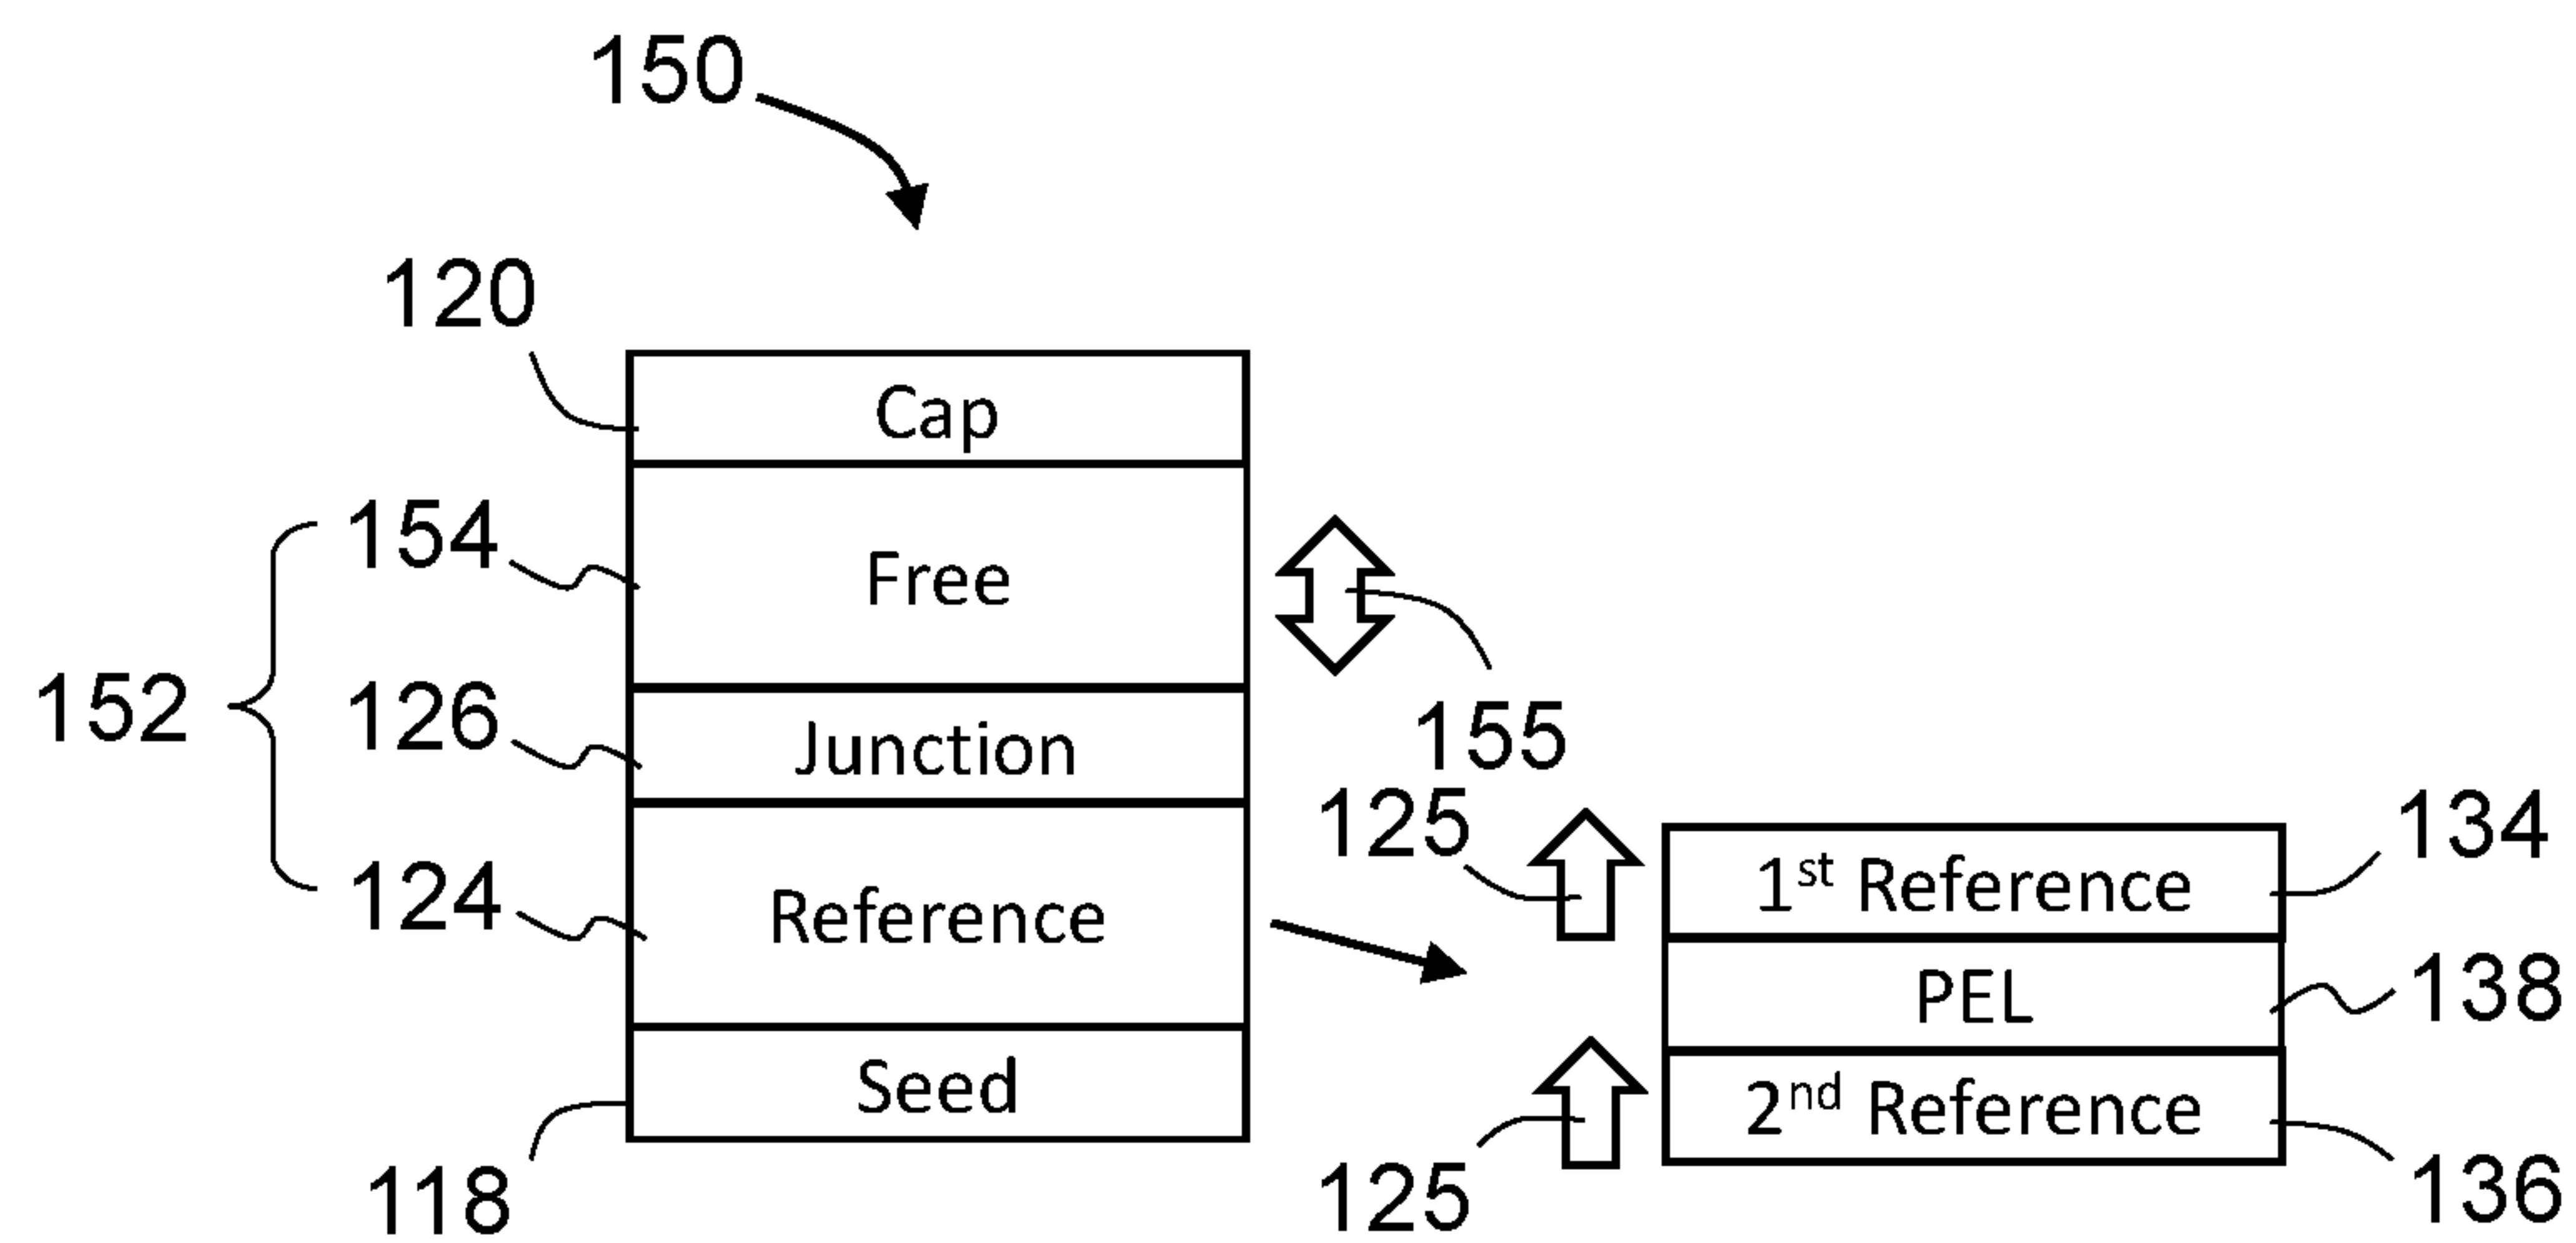 150
120
Cap
154
Free
152
126
Junction
155
125
134
1st Reference
124
Reference
138
PEL
Seed
2nd Reference
118
125
136